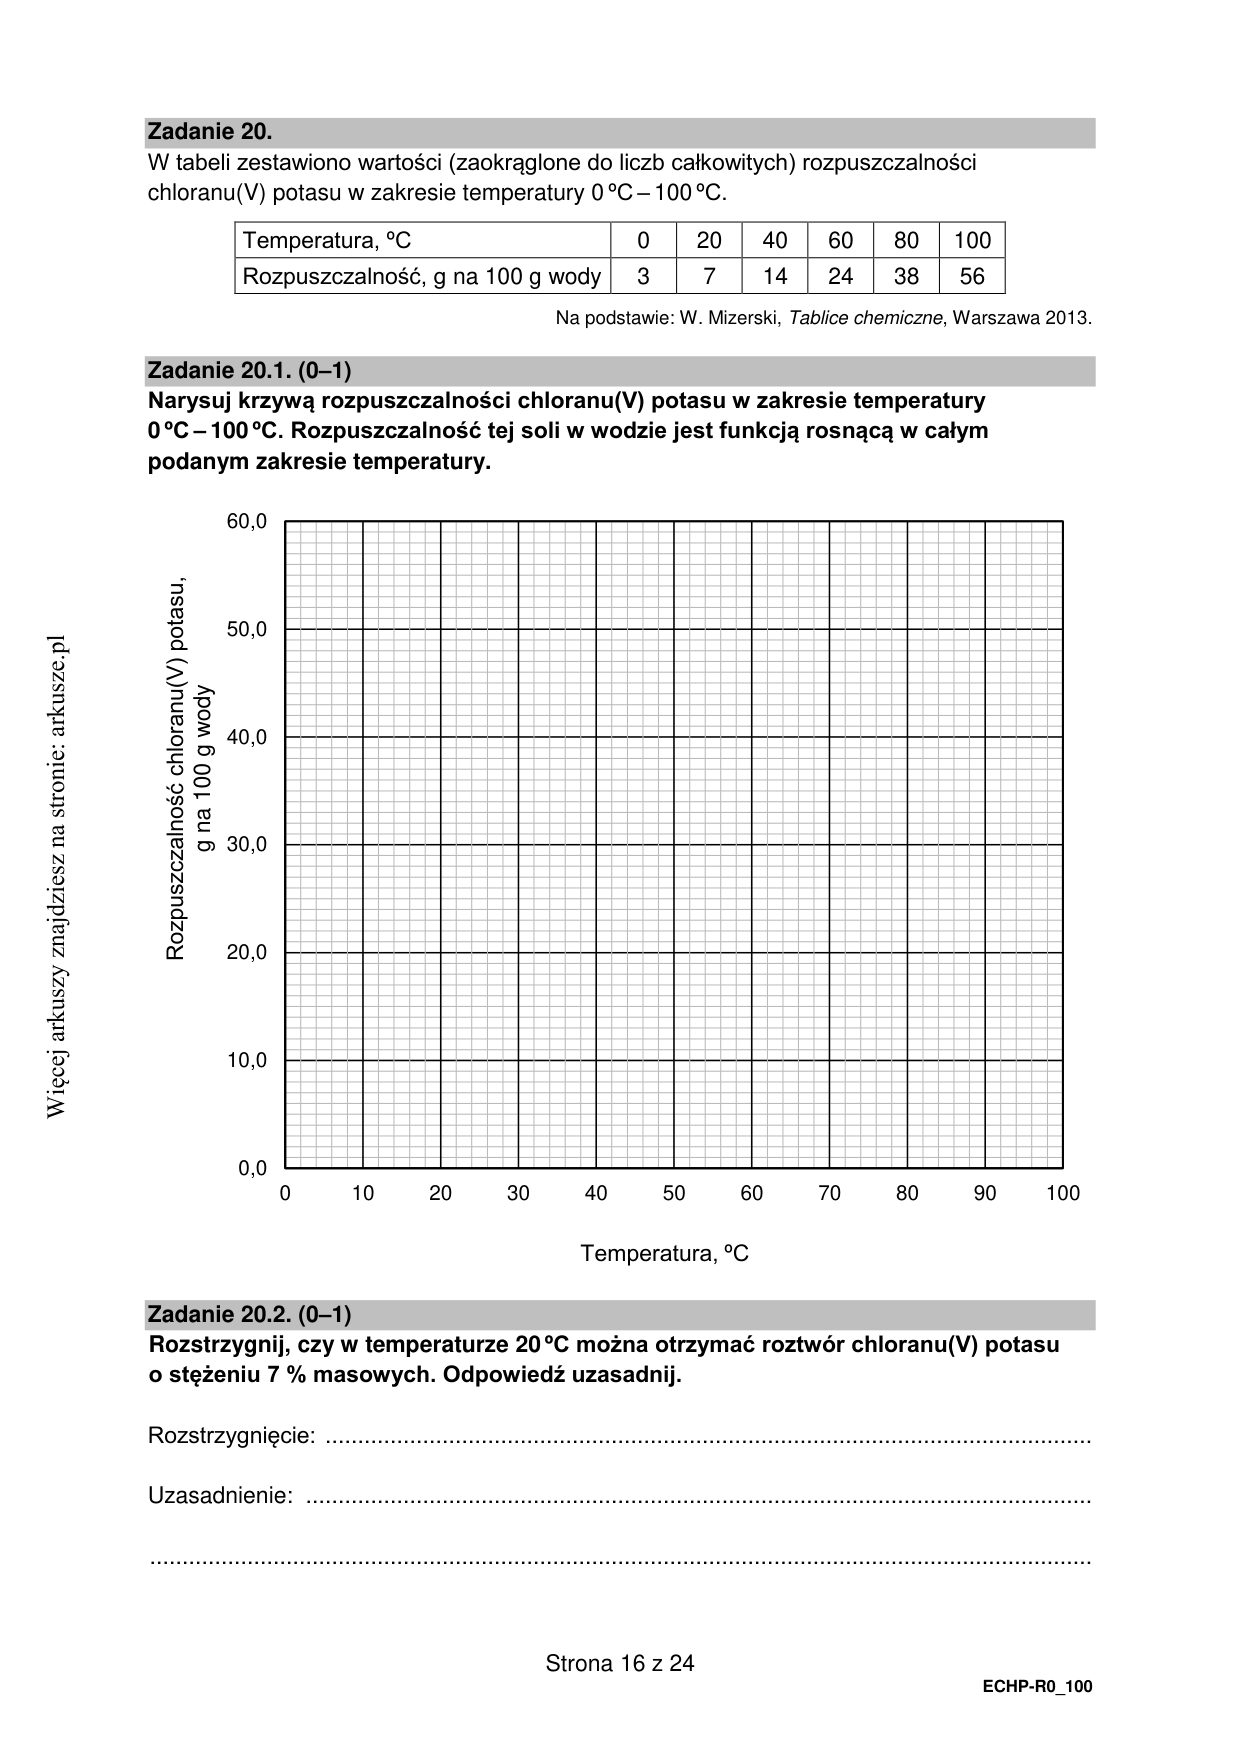 Zadanie 20.
W tabeli zestawiono wartości (zaokrąglone do liczb całkowitych) rozpuszczalności
chloranu(V) potasu w zakresie temperatury 0 ºC – 100 ºC.
Temperatura, ºC 0 20 40 60 80 100
Rozpuszczalność, g na 100 g wody 3 7 14 24 38 56
Na podstawie: W. Mizerski, Tablice chemiczne, Warszawa 2013.
Zadanie 20.1. (0–1)
Narysuj krzywą rozpuszczalności chloranu(V) potasu w zakresie temperatury
0 ºC – 100 ºC. Rozpuszczalność tej soli w wodzie jest funkcją rosnącą w całym
podanym zakresie temperatury.
Rozpuszczalność chloranu(V) potasu,
g na 100 g wody
60,0
50,0
40,0
30,0
20,0
10,0
0,0
0 10 20 30 40 50 60 70 80 90 100
Temperatura, ºC
Zadanie 20.2. (0–1)
Rozstrzygnij, czy w temperaturze 20 ºC można otrzymać roztwór chloranu(V) potasu
o stężeniu 7 % masowych. Odpowiedź uzasadnij.
Rozstrzygnięcie: ......................................................................................................................
Uzasadnienie: .........................................................................................................................
.................................................................................................................................................
Strona 16 z 24
ECHP-R0_100
Więcej arkuszy znajdziesz na stronie: arkusze.pl